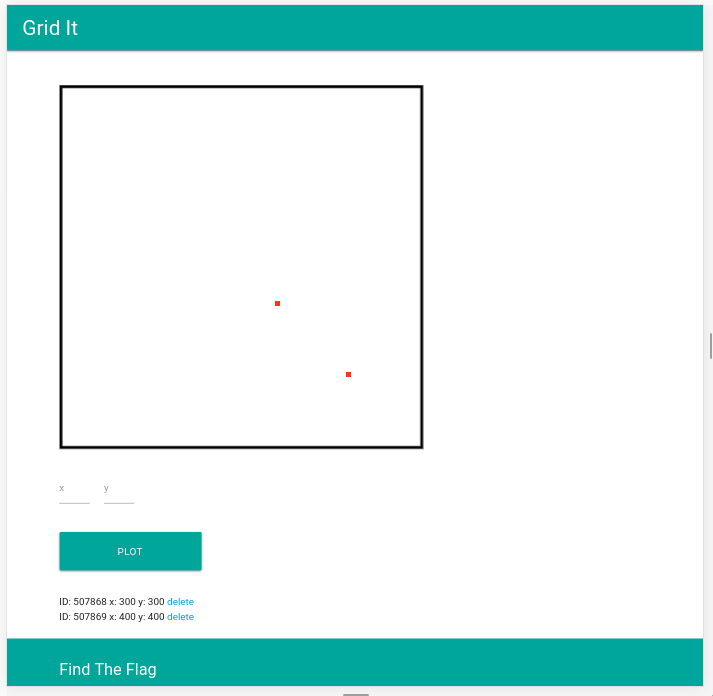 Grid It
x y
PLOT
ID: 507868 x: 300 y: 300 delete
ID: 507869 x: 400 y: 400 delete
Find The Flag